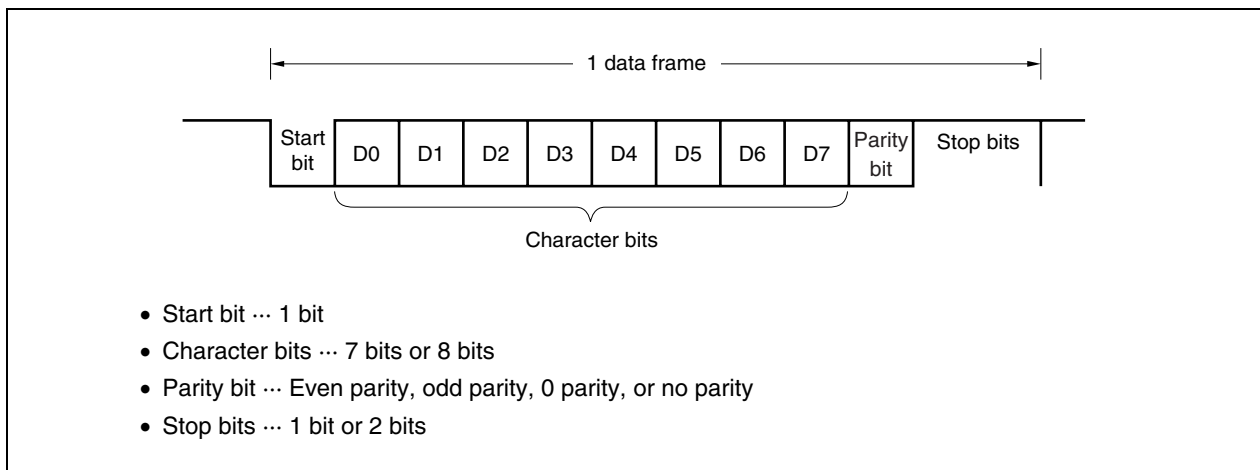 1 data frame
Start bit D0 D1 D2 D3 D4 D5 D6 D7 Parity bit Stop bits
Character bits
• Start bit ··· 1 bit
• Character bits ··· 7 bits or 8 bits
• Parity bit ··· Even parity, odd parity, 0 parity, or no parity
• Stop bits ··· 1 bit or 2 bits